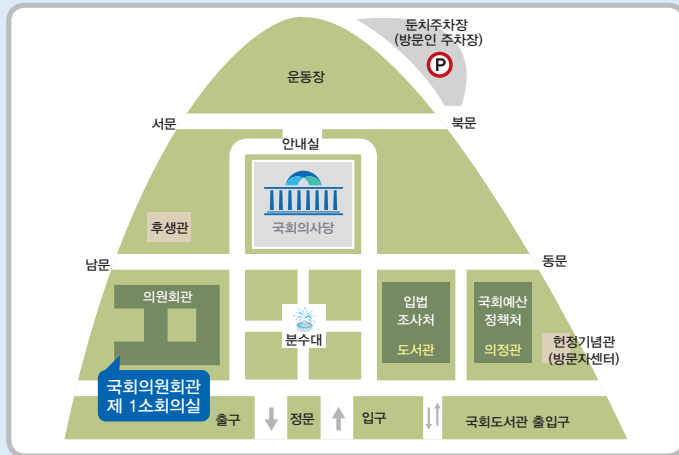 둔치주차장
(방문인 주차장)
P
운동장
서문
북문
안내실
국회의사당
후생관
남문
동문
의원회관
입법
조사처
도서관
국회예산
정책처
의정관
분수대
헌정기념관
(방문자센터)
국회의원회관
제 1소회의실
출구
정문
입구
국회도서관 출입구